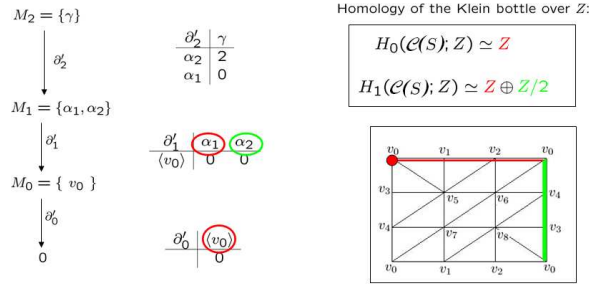 M₂ = {γ}
∂′₂
M₁ = {α₁, α₂}
∂′₁
M₀ = { v₀ }
∂′₀
0
∂′₂ γ
α₂ 2
α₁ 0
∂′₁ α₁ α₂
⟨v₀⟩ 0 0
∂′₀ ⟨v₀⟩
0
Homology of the Klein bottle over Z:
H₀(𝒞(S); Z) ≃ Z
H₁(𝒞(S); Z) ≃ Z ⊕ Z/2
v₀ v₁ v₂ v₀
v₃ v₅ v₆ v₄
v₄ v₇ v₈ v₃
v₀ v₁ v₂ v₀